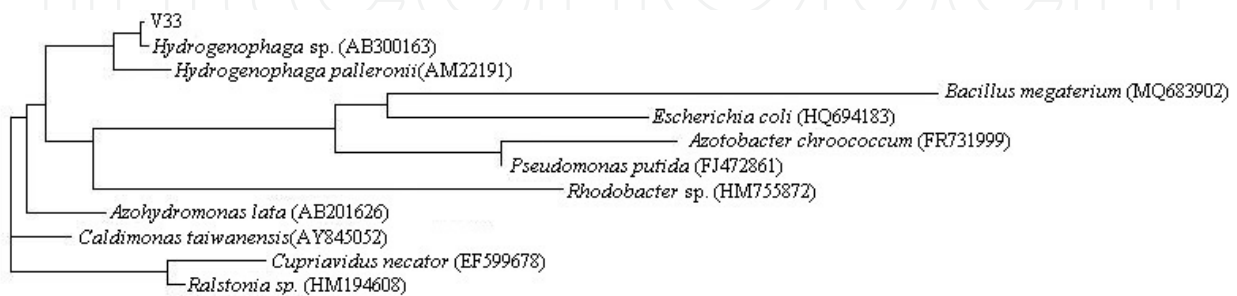 V33
Hydrogenophaga sp. (AB300163)
Hydrogenophaga palleronii(AM22191)
Bacillus megaterium (MQ683902)
Escherichia coli (HQ694183)
Azotobacter chroococcum (FR731999)
Pseudomonas putida (FJ472861)
Rhodobacter sp. (HM755872)
Azohydromonas lata (AB201626)
Caldimonas taiwanensis(AY845052)
Cupriavidus necator (EF599678)
Ralstonia sp. (HM194608)